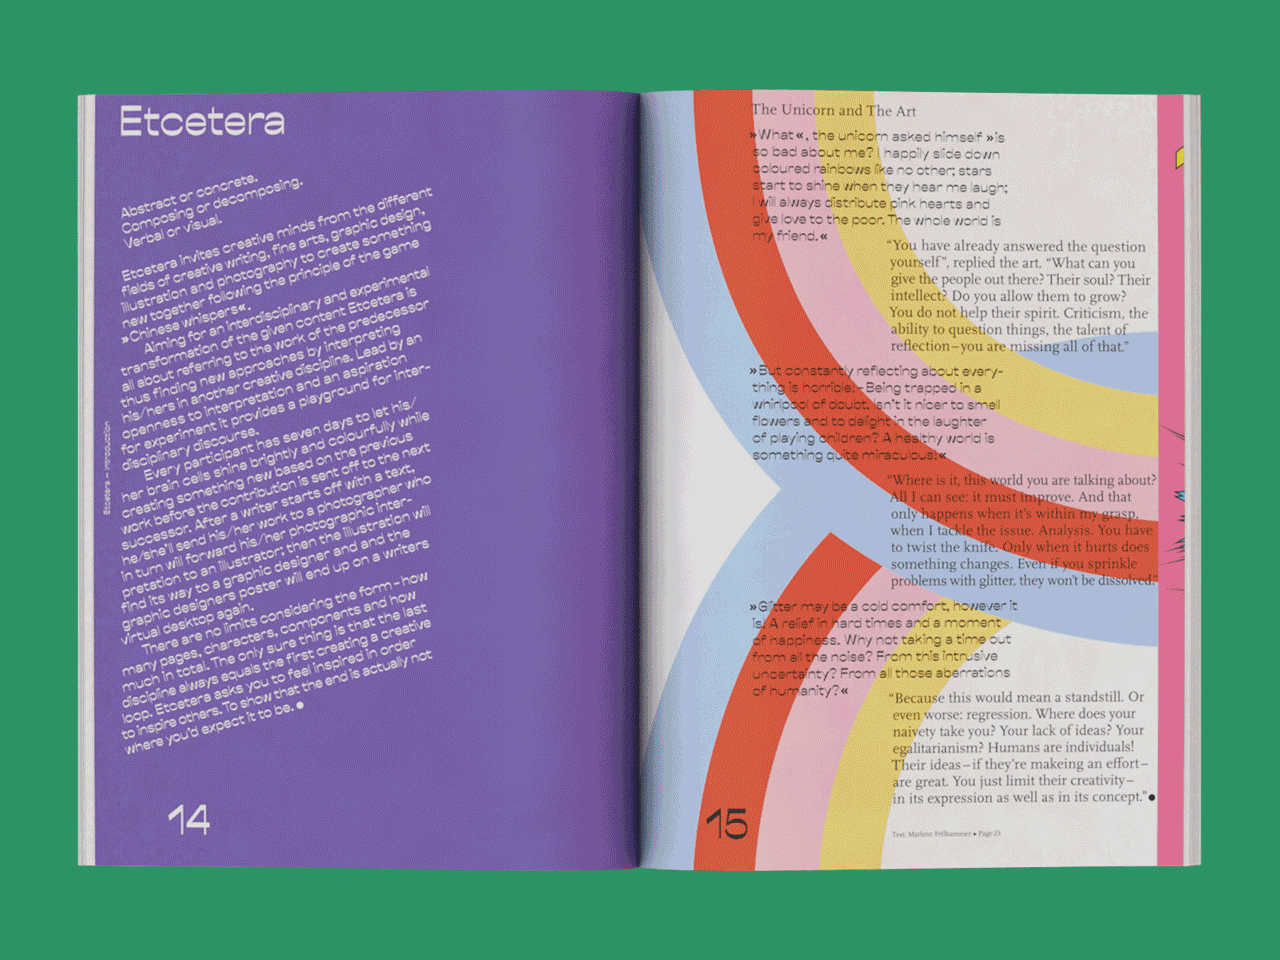 Etcetera
Abstract or concrete.
Composing or decomposing.
Verbal or visual.
Etcetera invites creative minds from the different
fields of creative writing, fine arts, graphic design,
illustration and photography to create something
new together following the principle of the game
»Chinese whispers«.
Aiming for an interdisciplinary and experimental
transformation of the given content Etcetera is
all about referring to the work of the predecessor
thus finding new approaches by interpreting
his/hers in another creative discipline. Lead by an
openness to interpretation and an aspiration
for experiment it provides a playground for inter–
disciplinary discourse.
Every participant has seven days to let his/
her brain cells shine brightly and colourfully while
creating something new based on the previous
work before the contribution is sent off to the next
successor. After a writer starts off with a text,
he/she'll send his/her work to a photographer who
in turn will forward his/her photographic inter–
pretation to an illustrator; then the illustration will
find its way to a graphic designer and and the
graphic designers poster will end up on a writers
virtual desktop again.
There are no limits considering the form–how
many pages, characters, components and how
much in total. The only sure thing is that the last
discipline always equals the first creating a creative
loop. Etcetera asks you to feel inspired in order
to inspire others. To show that the end is actually not
where you'd expect it to be.●
Etcetera — Introduction
14
The Unicorn and The Art
»What«, the unicorn asked himself »is
so bad about me? I happily slide down
coloured rainbows like no other; stars
start to shine when they hear me laugh;
I will always distribute pink hearts and
give love to the poor. The whole world is
my friend.«
“You have already answered the question
yourself”, replied the art. “What can you
give the people out there? Their soul? Their
intellect? Do you allow them to grow?
You do not help their spirit. Criticism, the
ability to question things, the talent of
reflection–you are missing all of that.”
»But constantly reflecting about every–
thing is horrible.–Being trapped in a
whirlpool of doubt. Isn't it nicer to smell
flowers and to delight in the laughter
of playing children? A healthy world is
something quite miraculous!«
“Where is it, this world you are talking about?
All I can see: it must improve. And that
only happens when it's within my grasp,
when I tackle the issue. Analysis. You have
to twist the knife. Only when it hurts does
something changes. Even if you sprinkle
problems with glitter, they won't be dissolved.”
»Glitter may be a cold comfort, however it
is! A relief in hard times and a moment
of happiness. Why not taking a time out
from all the noise? From this intrusive
uncertainty? From all those aberrations
of humanity?«
“Because this would mean a standstill. Or
even worse: regression. Where does your
naivety take you? Your lack of ideas? Your
egalitarianism? Humans are individuals!
Their ideas–if they're makeing an effort–
are great. You just limit their creativity–
in its expression as well as in its concept.”●
Text: Marlene Pellhammer ▸ Page 23
15